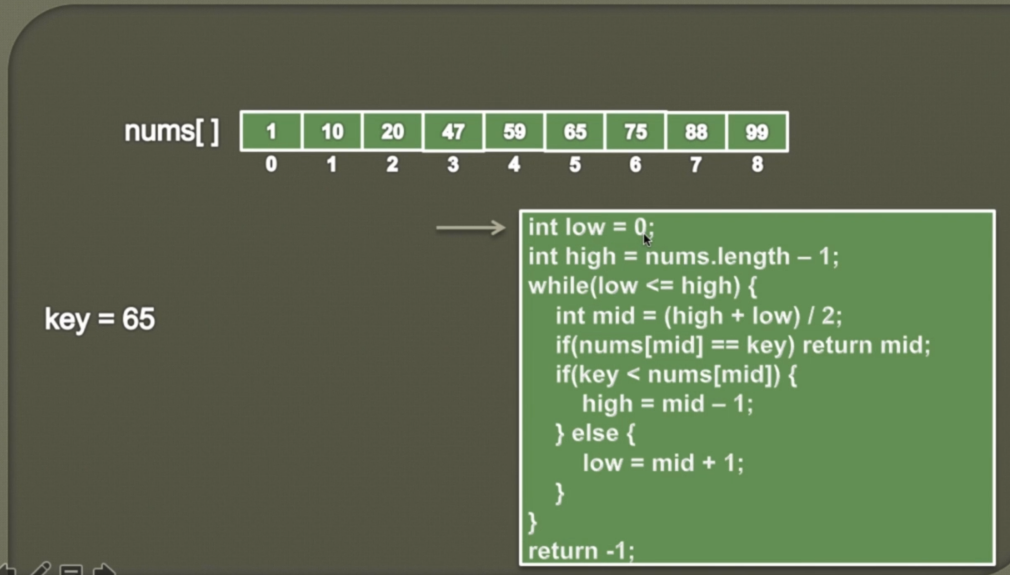 nums[ ] 1 10 20 47 59 65 75 88 99
0 1 2 3 4 5 6 7 8
int low = 0;
int high = nums.length – 1;
while(low <= high) {
int mid = (high + low) / 2;
if(nums[mid] == key) return mid;
if(key < nums[mid]) {
high = mid – 1;
} else {
low = mid + 1;
}
}
return -1;
key = 65